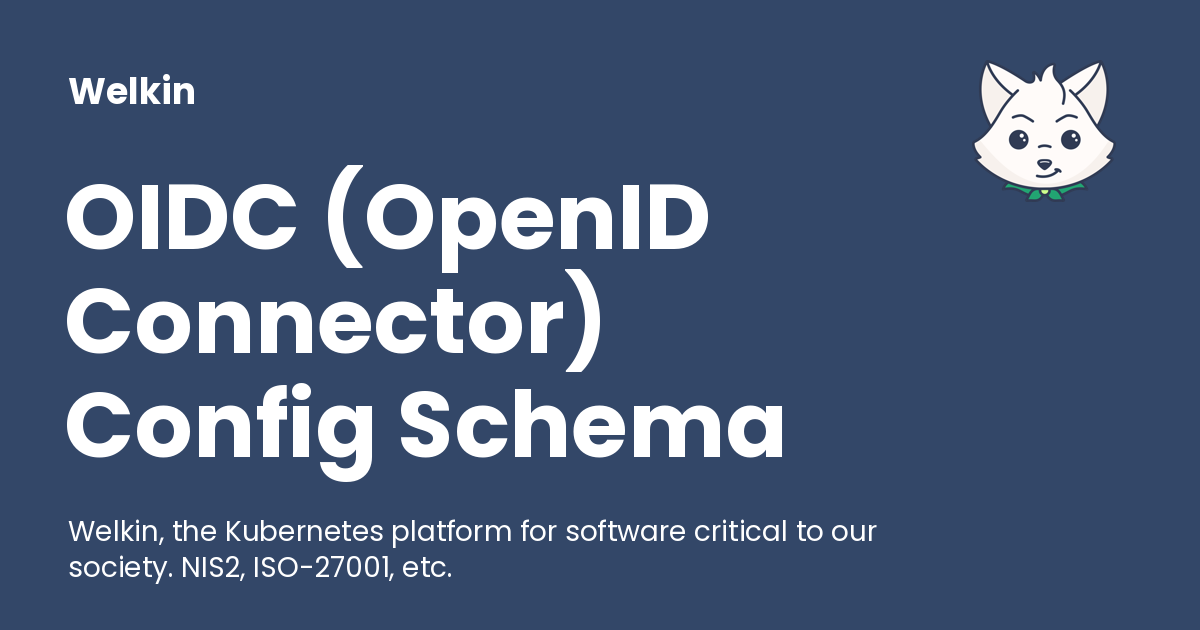 Welkin
OIDC (OpenID
Connector)
Config Schema
Welkin, the Kubernetes platform for software critical to our
society. NIS2, ISO-27001, etc.